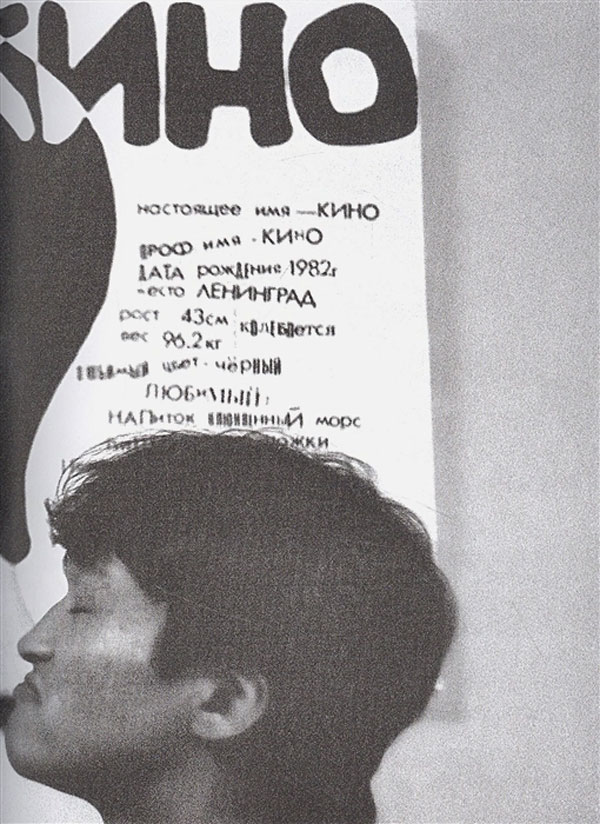 КИНО
настоящее имя — КИНО
ПРОФ имя - КИНО
ДАТА рождение 1982г
место ЛЕНИНГРАД
рост 43см колеблется
вес 96.2кг
цвет - чёрный
ЛЮБИМЫЙ:
НАПиток клюквенный морс